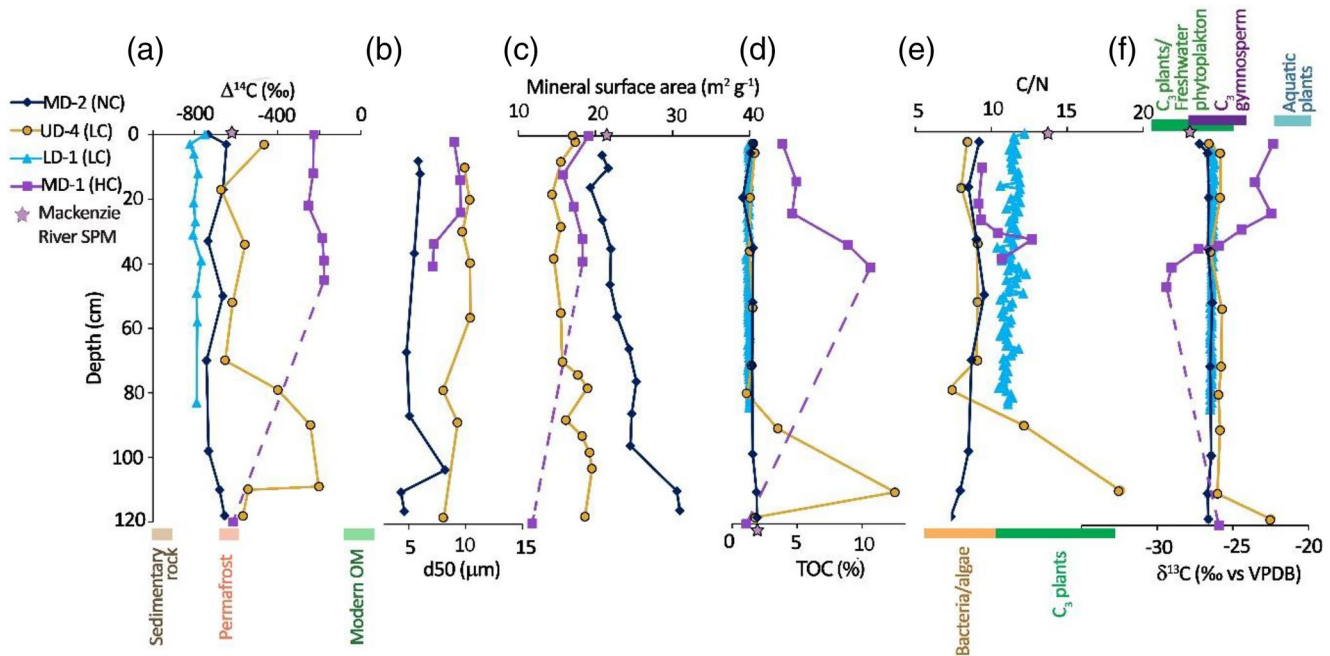 (a)
(b)
(c)
(d)
(e)
(f)
C3 plants/
Freshwater
phytoplakton
C3
gymnosperm
Aquatic
plants
Δ14C (‰)
Mineral surface area (m2 g-1)
C/N
-800 -400 0
10 20 30 40
5 10 15 20
MD-2 (NC)
UD-4 (LC)
LD-1 (LC)
MD-1 (HC)
Mackenzie
River SPM
Depth (cm)
0
20
40
60
80
100
120
5 10 15
0 5 10
-30 -25 -20
d50 (μm)
TOC (%)
δ13C (‰ vs VPDB)
Sedimentary
rock
Permafrost
Modern OM
Bacteria/algae
C3 plants